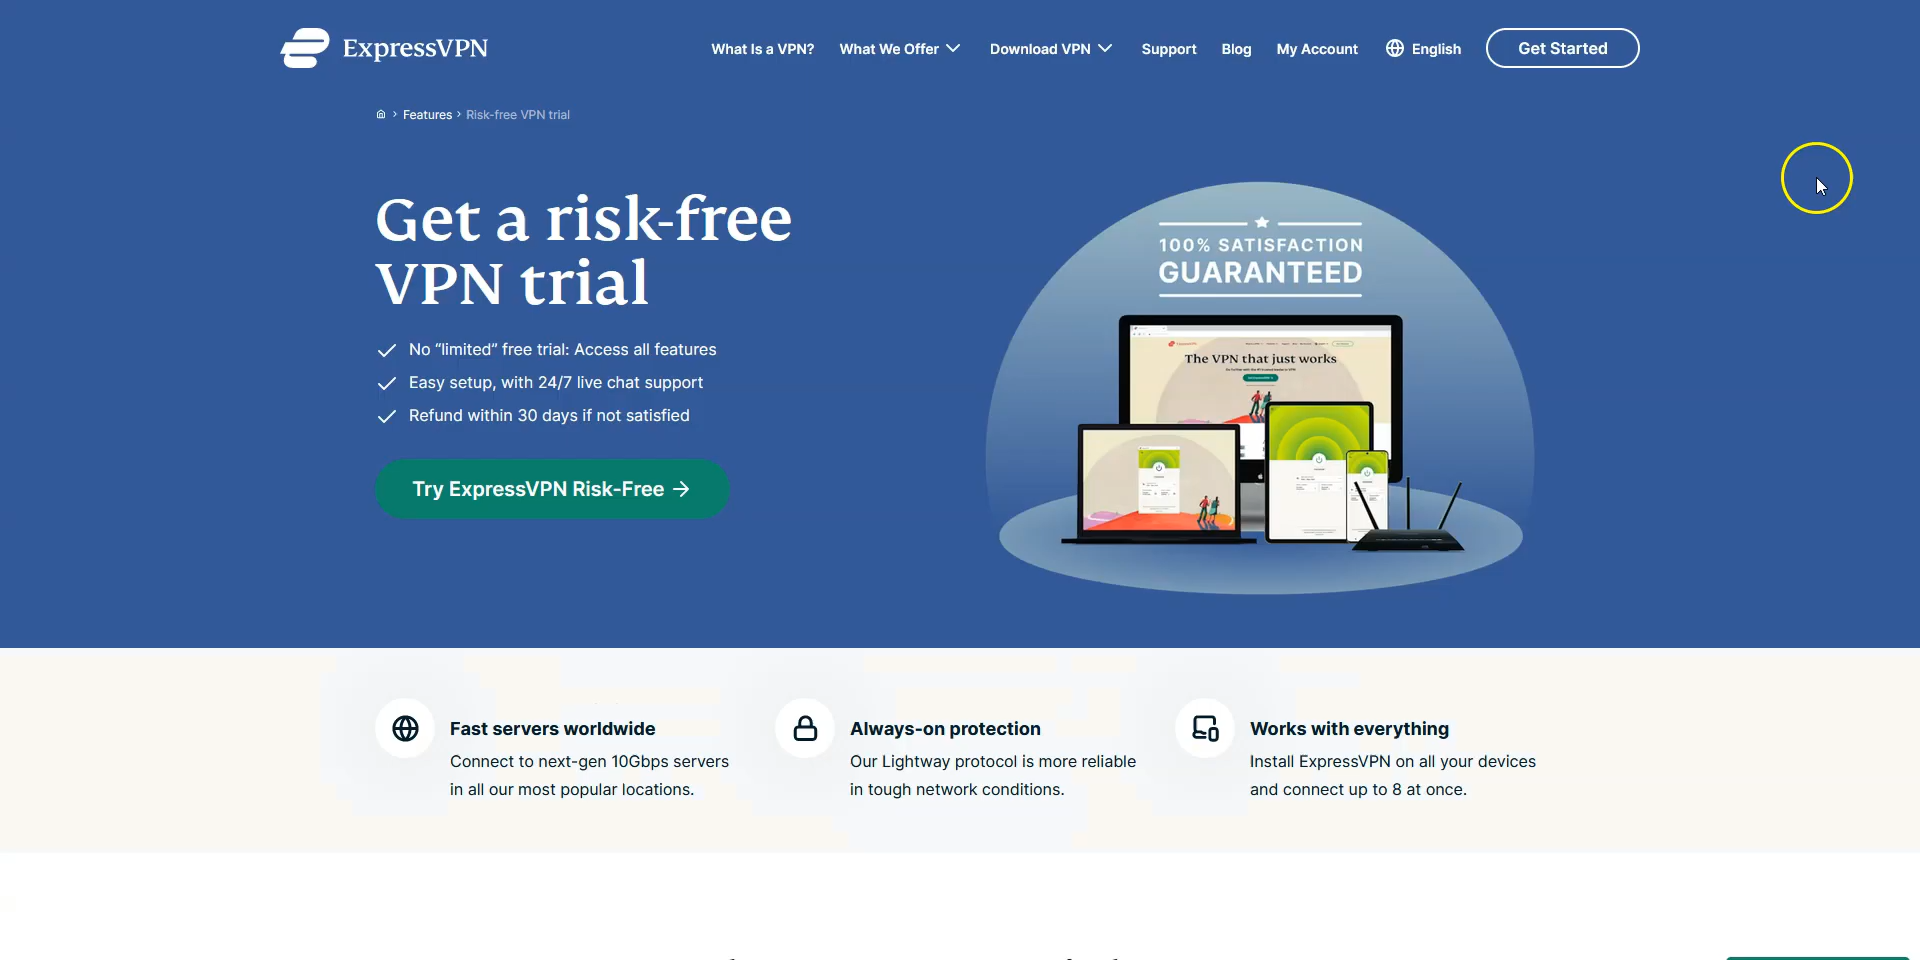 ExpressVPN
What Is a VPN? What We Offer Download VPN Support Blog My Account English Get Started
Features › Risk-free VPN trial
Get a risk-free
VPN trial
No “limited” free trial: Access all features
Easy setup, with 24/7 live chat support
Refund within 30 days if not satisfied
Try ExpressVPN Risk-Free →
100% SATISFACTION
GUARANTEED
The VPN that just works
Fast servers worldwide
Connect to next-gen 10Gbps servers
in all our most popular locations.
Always-on protection
Our Lightway protocol is more reliable
in tough network conditions.
Works with everything
Install ExpressVPN on all your devices
and connect up to 8 at once.